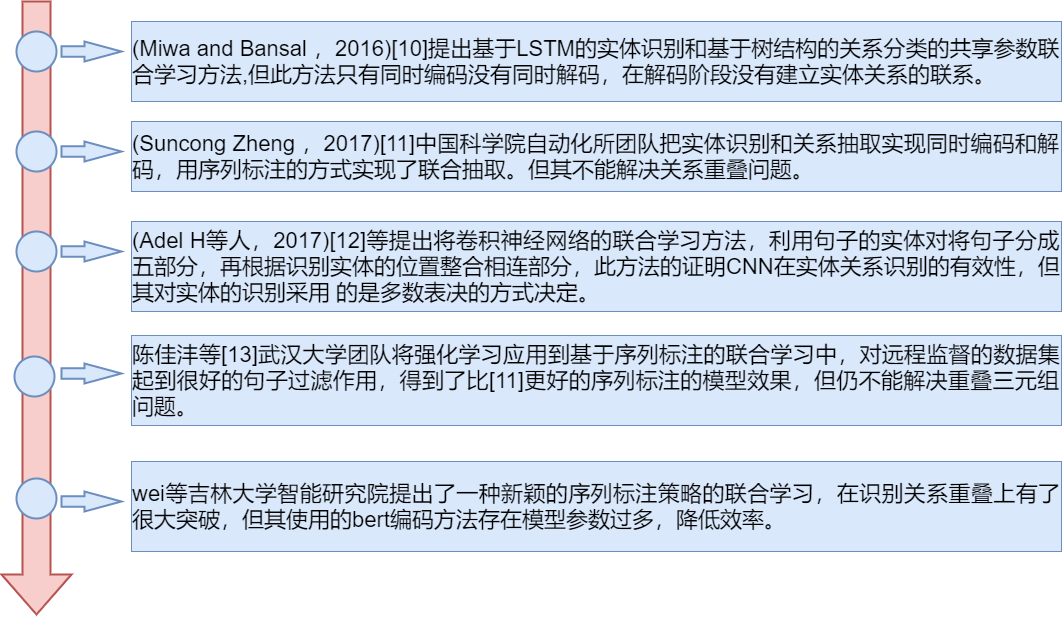 (Miwa and Bansal ，2016)[10]提出基于LSTM的实体识别和基于树结构的关系分类的共享参数联
合学习方法,但此方法只有同时编码没有同时解码，在解码阶段没有建立实体关系的联系。
(Suncong Zheng ，2017)[11]中国科学院自动化所团队把实体识别和关系抽取实现同时编码和解
码，用序列标注的方式实现了联合抽取。但其不能解决关系重叠问题。
(Adel H等人，2017)[12]等提出将卷积神经网络的联合学习方法，利用句子的实体对将句子分成
五部分，再根据识别实体的位置整合相连部分，此方法的证明CNN在实体关系识别的有效性，但
其对实体的识别采用 的是多数表决的方式决定。
陈佳沣等[13]武汉大学团队将强化学习应用到基于序列标注的联合学习中，对远程监督的数据集
起到很好的句子过滤作用，得到了比[11]更好的序列标注的模型效果，但仍不能解决重叠三元组
问题。
wei等吉林大学智能研究院提出了一种新颖的序列标注策略的联合学习，在识别关系重叠上有了
很大突破，但其使用的bert编码方法存在模型参数过多，降低效率。